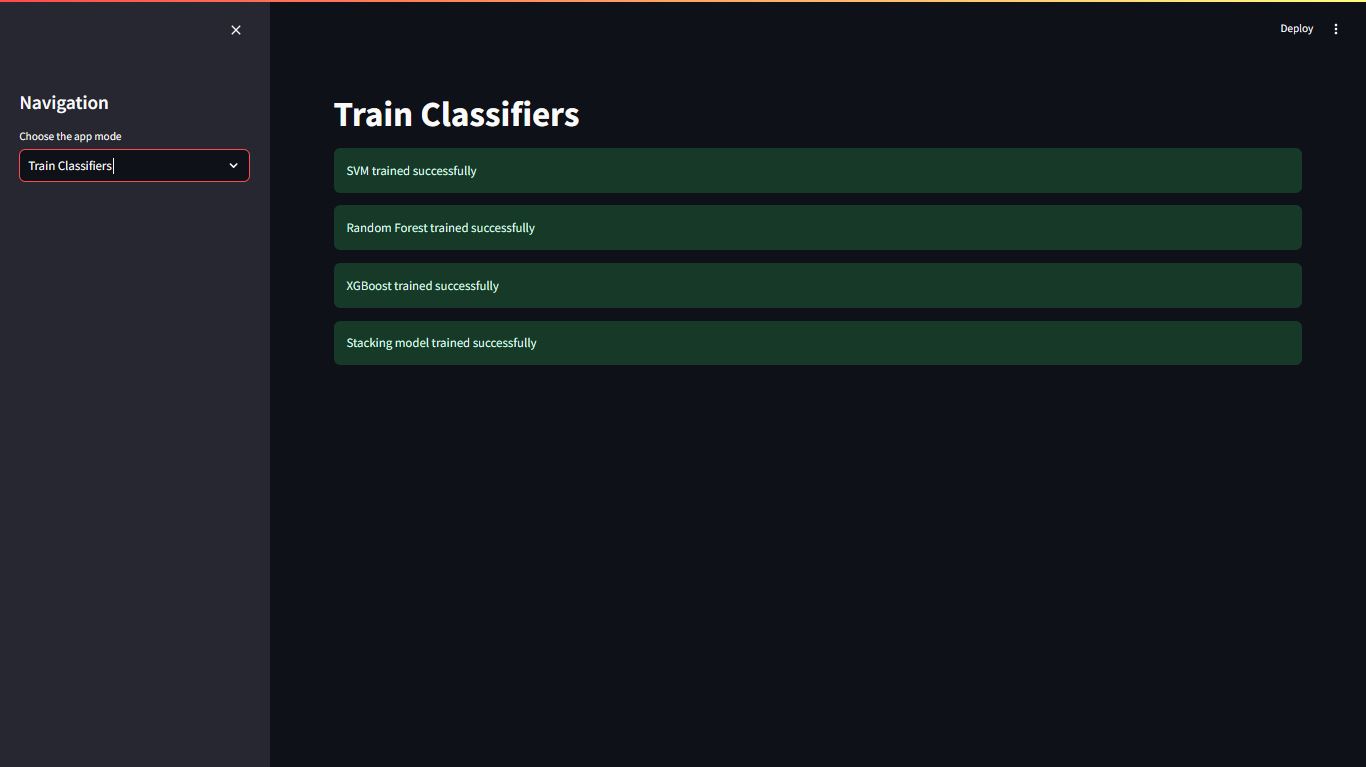 Deploy
Navigation
Choose the app mode
Train Classifiers
Train Classifiers
SVM trained successfully
Random Forest trained successfully
XGBoost trained successfully
Stacking model trained successfully